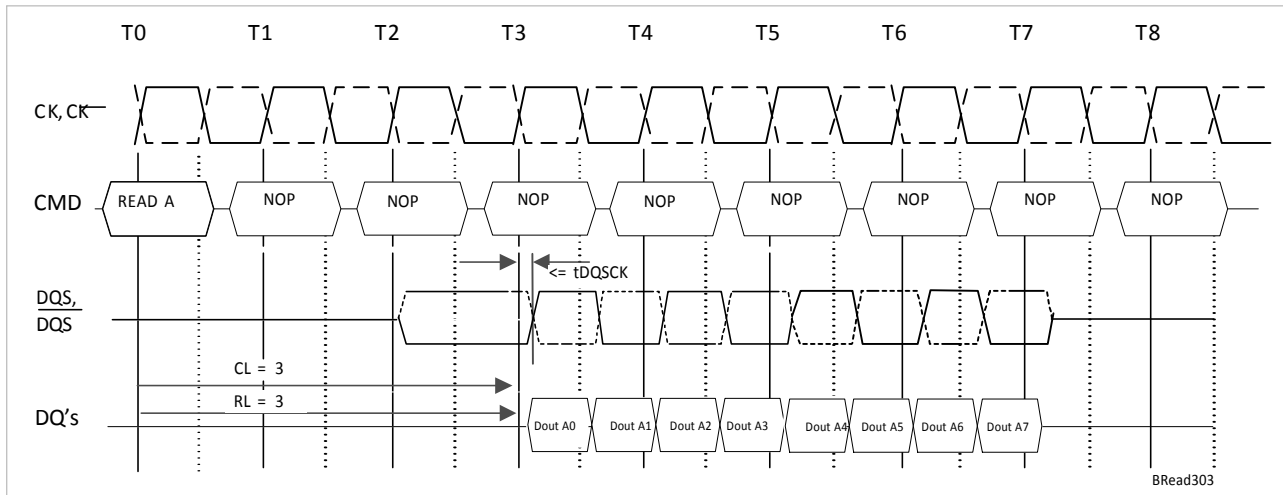 T0 T1 T2 T3 T4 T5 T6 T7 T8
CK, CK
CMD READ A NOP NOP NOP NOP NOP NOP NOP NOP
<= tDQSCK
DQS,
DQS
CL = 3
RL = 3
DQ's Dout A0 Dout A1 Dout A2 Dout A3 Dout A4 Dout A5 Dout A6 Dout A7
BRead303